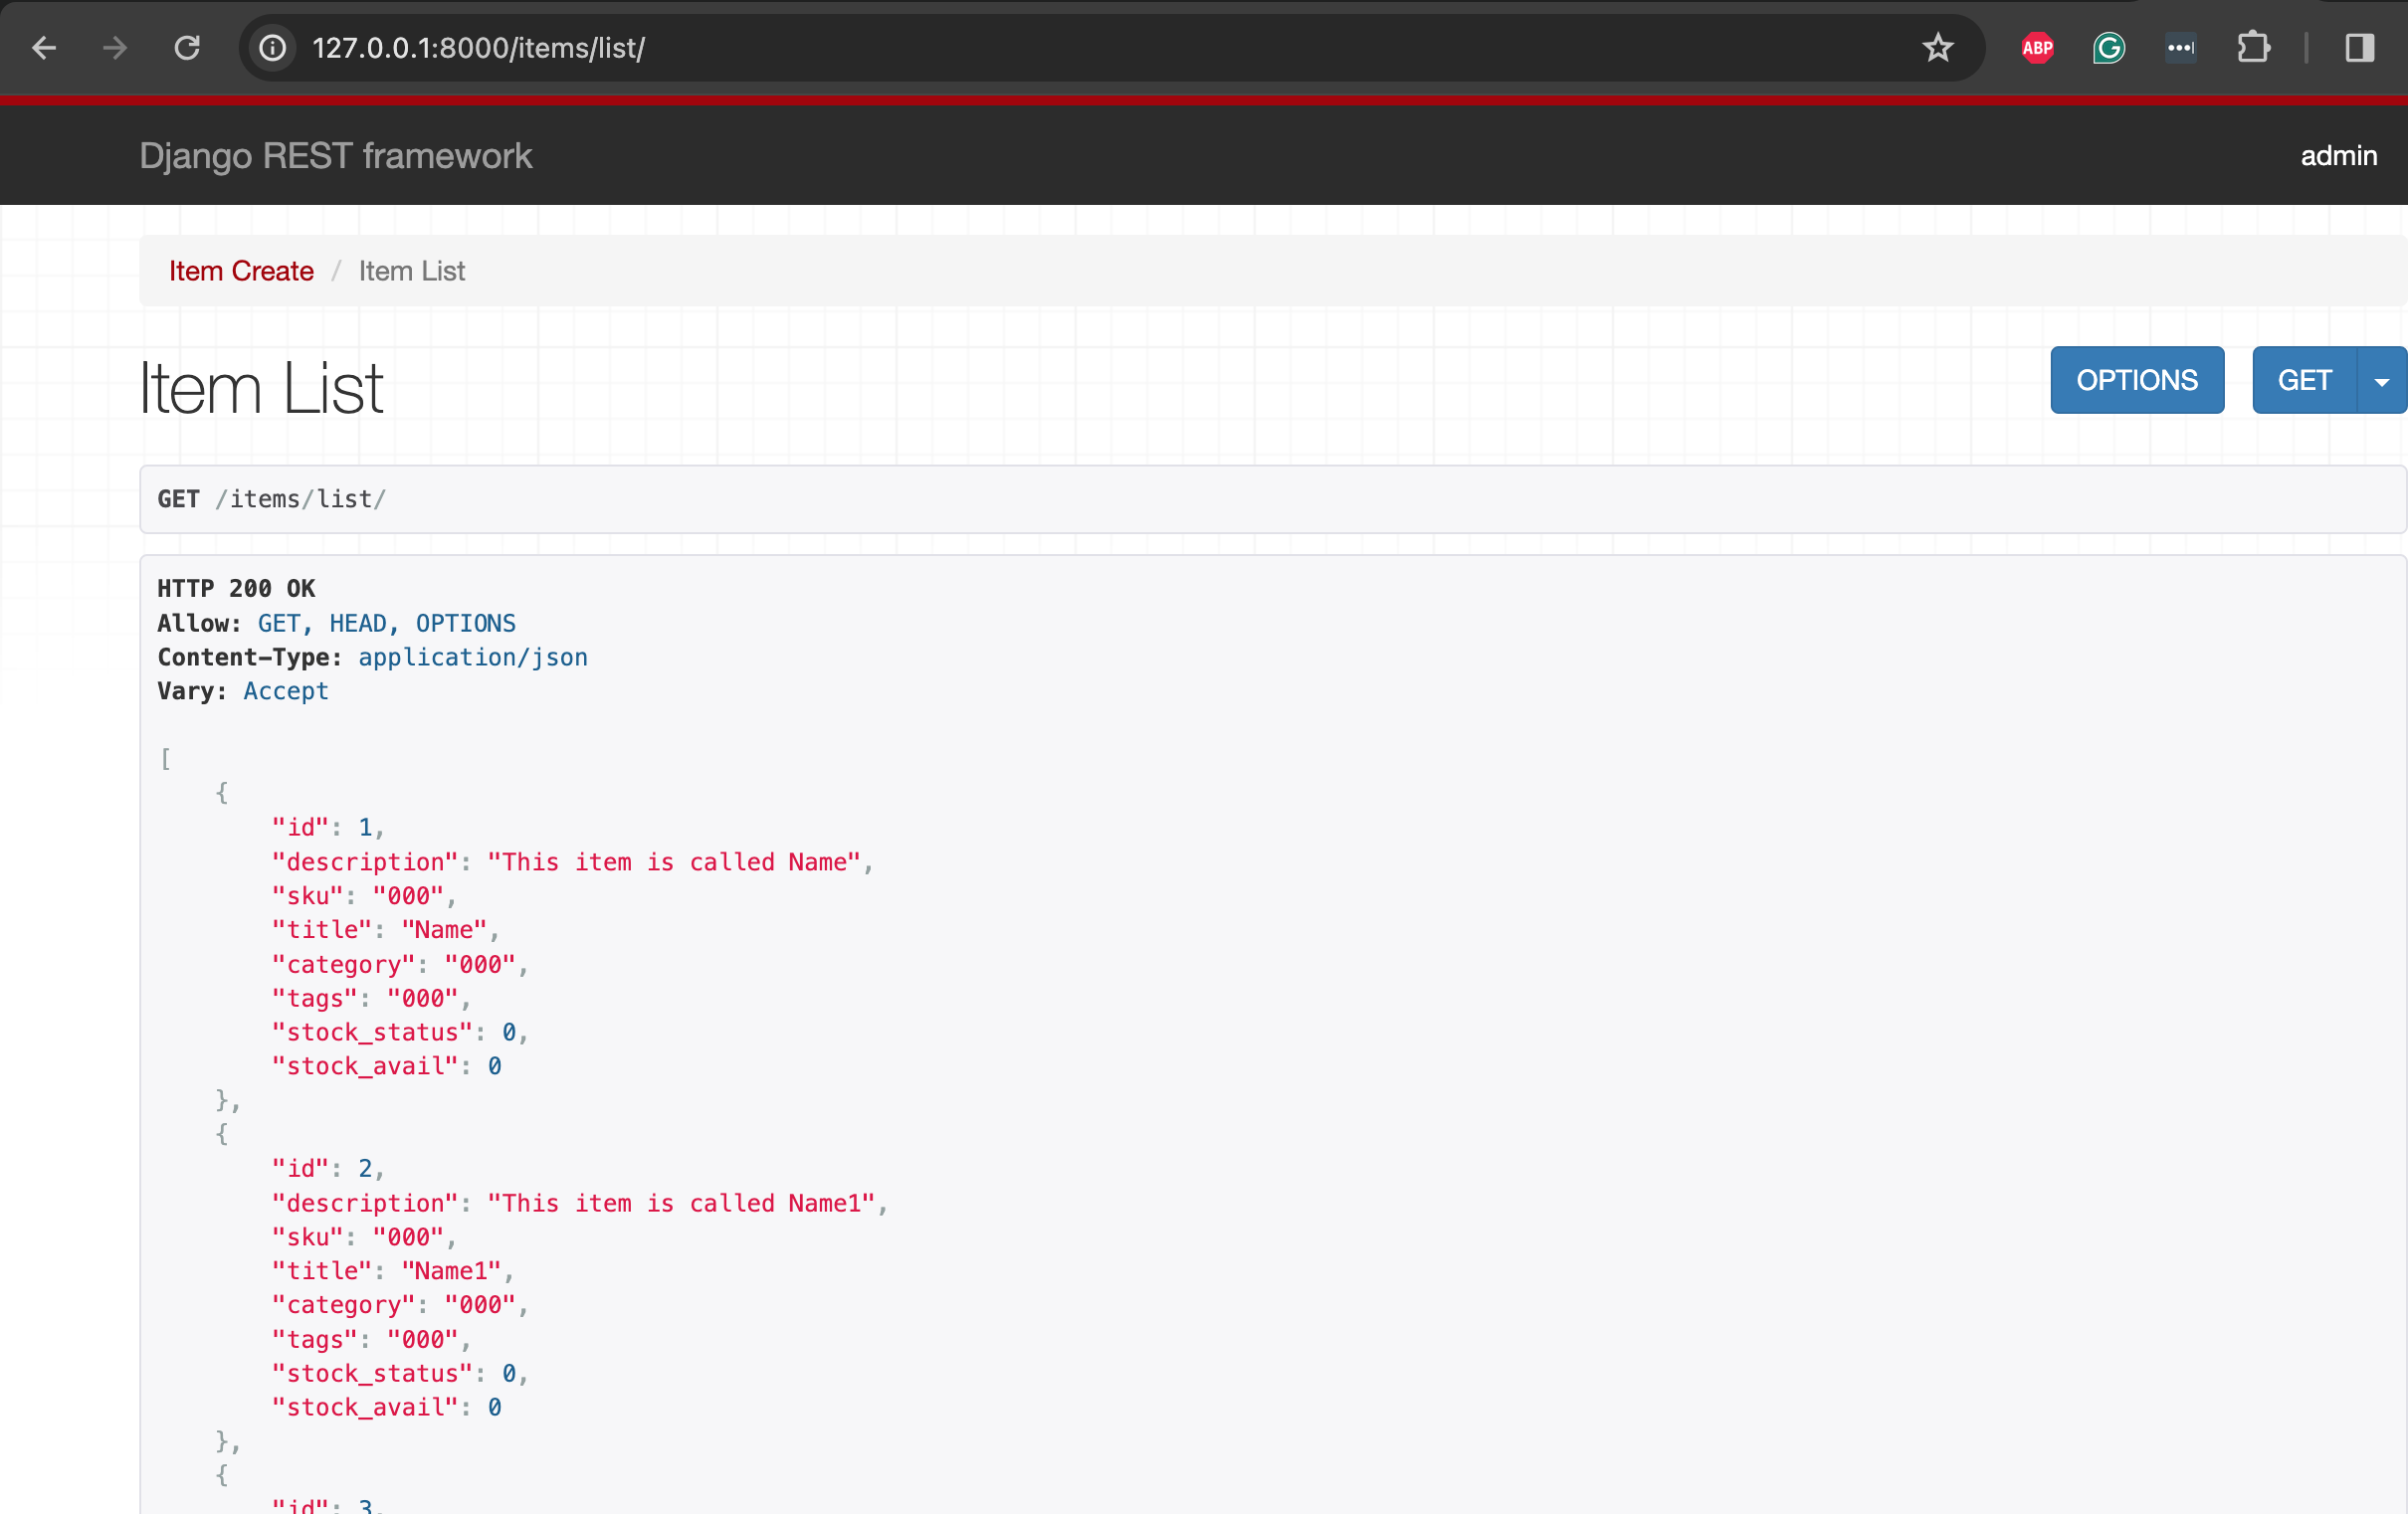 127.0.0.1:8000/items/list/
ABP
Django REST framework
admin
Item Create / Item List
Item List
OPTIONS
GET
GET /items/list/
HTTP 200 OK
Allow: GET, HEAD, OPTIONS
Content-Type: application/json
Vary: Accept
[
{
"id": 1,
"description": "This item is called Name",
"sku": "000",
"title": "Name",
"category": "000",
"tags": "000",
"stock_status": 0,
"stock_avail": 0
},
{
"id": 2,
"description": "This item is called Name1",
"sku": "000",
"title": "Name1",
"category": "000",
"tags": "000",
"stock_status": 0,
"stock_avail": 0
},
{
"id": 3,